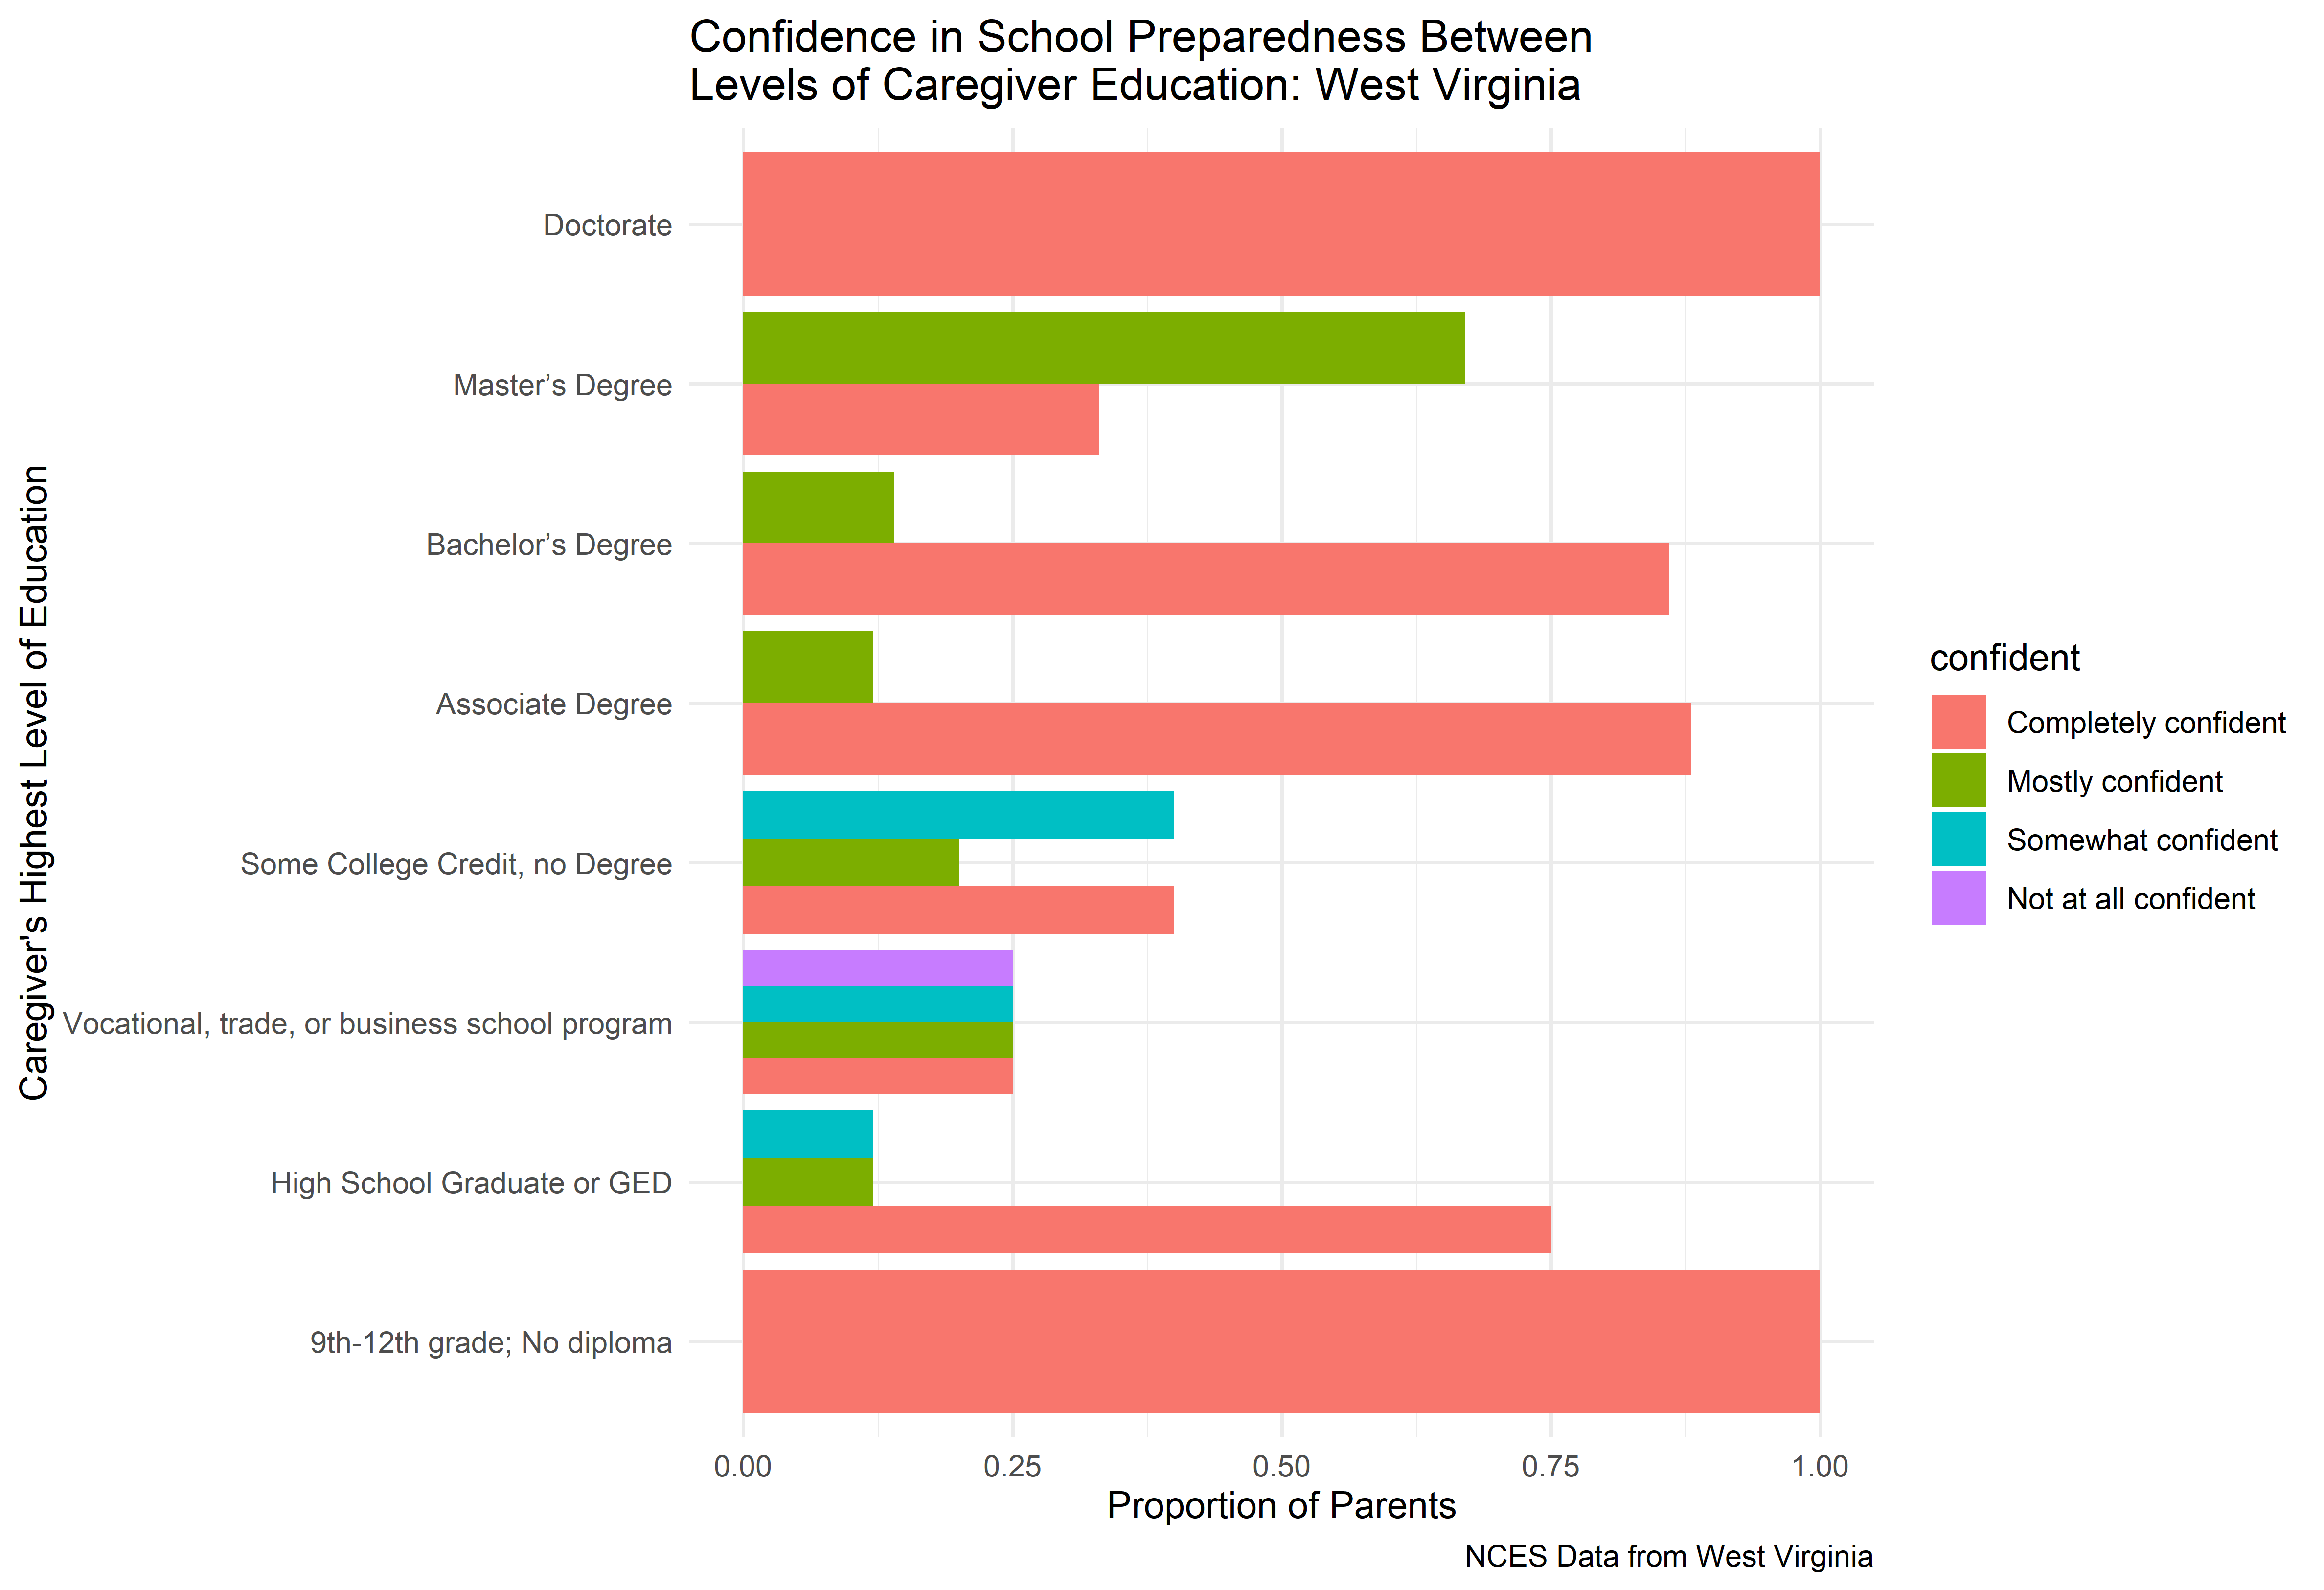 Confidence in School Preparedness Between
Levels of Caregiver Education: West Virginia
Caregiver's Highest Level of Education
Doctorate
Master’s Degree
Bachelor’s Degree
Associate Degree
Some College Credit, no Degree
Vocational, trade, or business school program
High School Graduate or GED
9th-12th grade; No diploma
0.00 0.25 0.50 0.75 1.00
Proportion of Parents
confident
Completely confident
Mostly confident
Somewhat confident
Not at all confident
NCES Data from West Virginia